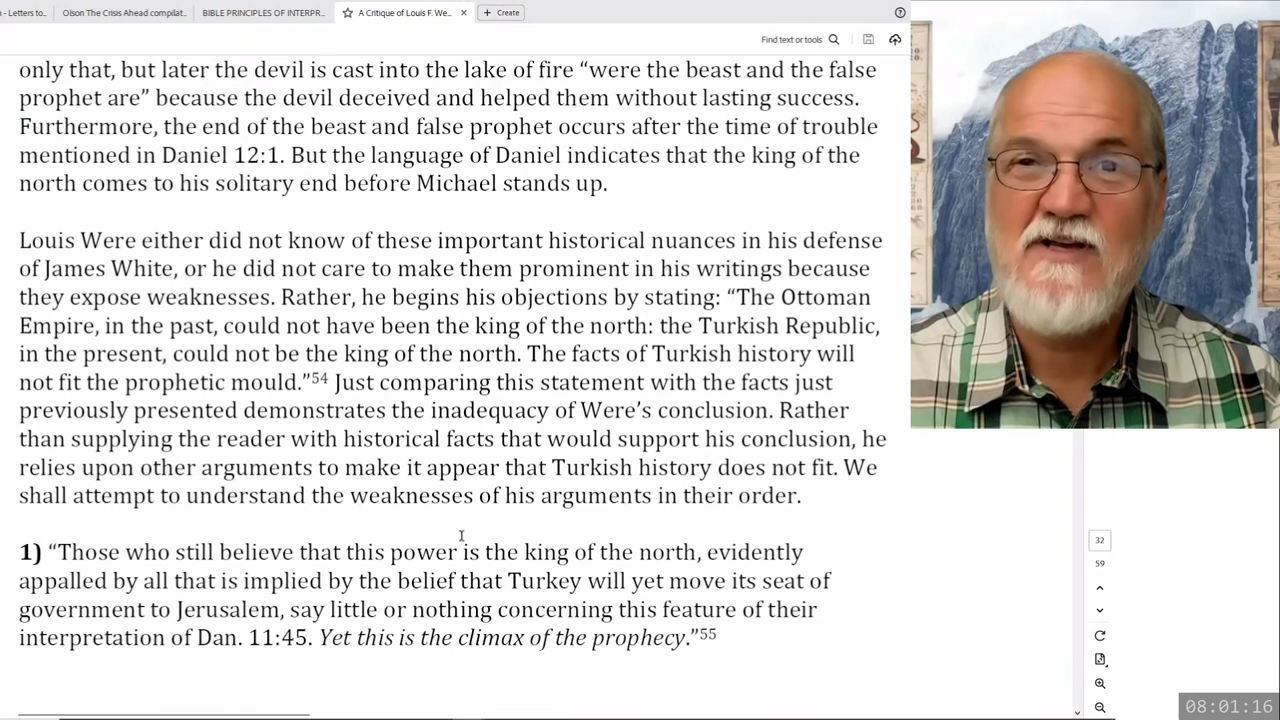 - Letters to...
Olson The Crisis Ahead compilat...
BIBLE PRINCIPLES OF INTERPR...
A Critique of Louis F. We...
Create
Find text or tools
only that, but later the devil is cast into the lake of fire “were the beast and the false
prophet are” because the devil deceived and helped them without lasting success.
Furthermore, the end of the beast and false prophet occurs after the time of trouble
mentioned in Daniel 12:1. But the language of Daniel indicates that the king of the
north comes to his solitary end before Michael stands up.
Louis Were either did not know of these important historical nuances in his defense
of James White, or he did not care to make them prominent in his writings because
they expose weaknesses. Rather, he begins his objections by stating: “The Ottoman
Empire, in the past, could not have been the king of the north: the Turkish Republic,
in the present, could not be the king of the north. The facts of Turkish history will
not fit the prophetic mould.”54 Just comparing this statement with the facts just
previously presented demonstrates the inadequacy of Were’s conclusion. Rather
than supplying the reader with historical facts that would support his conclusion, he
relies upon other arguments to make it appear that Turkish history does not fit. We
shall attempt to understand the weaknesses of his arguments in their order.
1) “Those who still believe that this power is the king of the north, evidently
appalled by all that is implied by the belief that Turkey will yet move its seat of
government to Jerusalem, say little or nothing concerning this feature of their
interpretation of Dan. 11:45. Yet this is the climax of the prophecy.”55
32
59
08:01:16